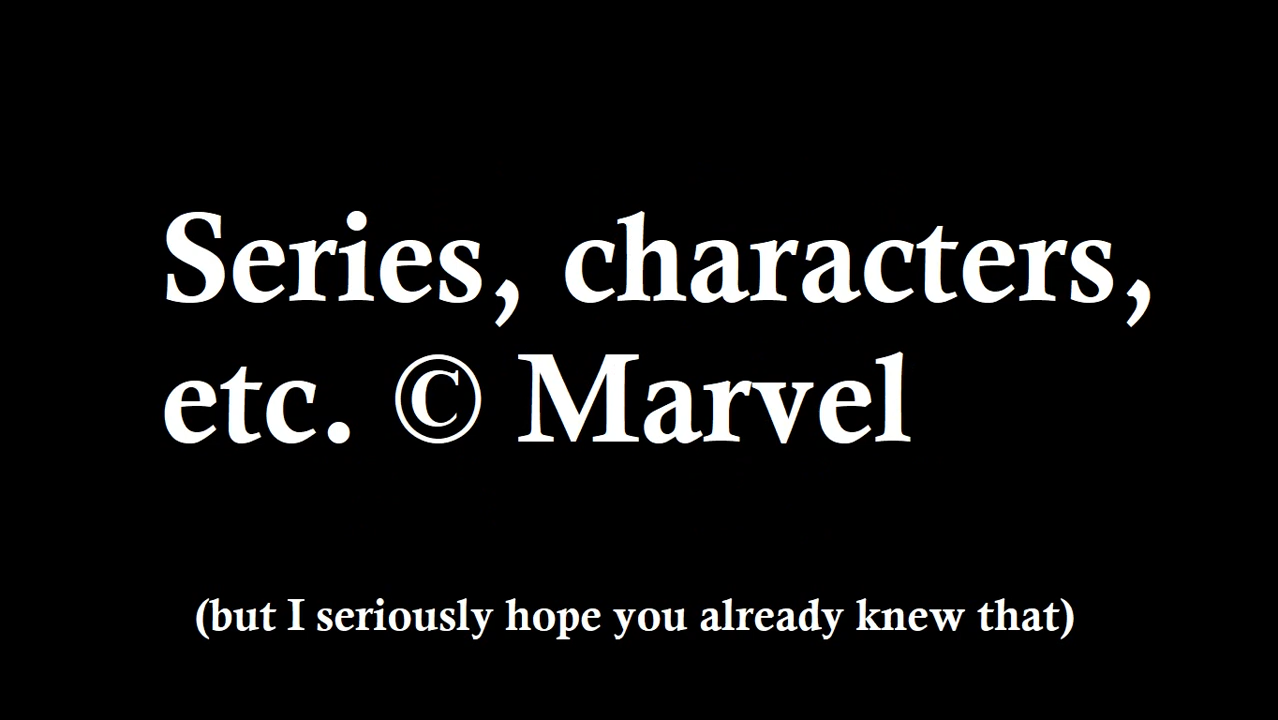 Series, characters,
etc. © Marvel
(but I seriously hope you already knew that)